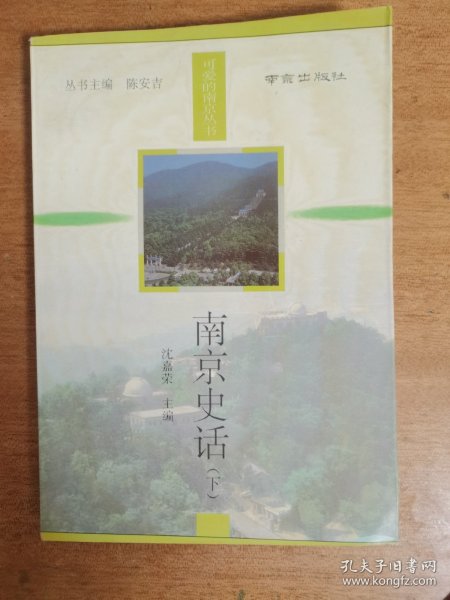 丛书主编 陈安吉
可爱的南京丛书
南京出版社
南京史话(下)
沈嘉荣 主编
孔夫子旧书网
www.kongfz.com